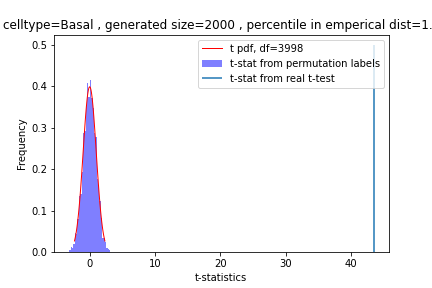 celltype=Basal , generated size=2000 , percentile in emperical dist=1.
0.5
0.4
0.3
0.2
0.1
0.0
Frequency
t pdf, df=3998
t-stat from permutation labels
t-stat from real t-test
0 10 20 30 40
t-statistics